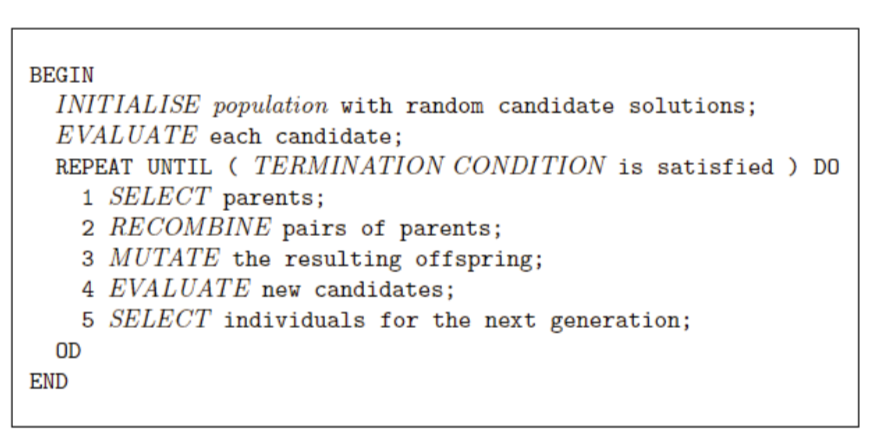 BEGIN
INITIALISE population with random candidate solutions;
EVALUATE each candidate;
REPEAT UNTIL ( TERMINATION CONDITION is satisfied ) DO
1 SELECT parents;
2 RECOMBINE pairs of parents;
3 MUTATE the resulting offspring;
4 EVALUATE new candidates;
5 SELECT individuals for the next generation;
OD
END